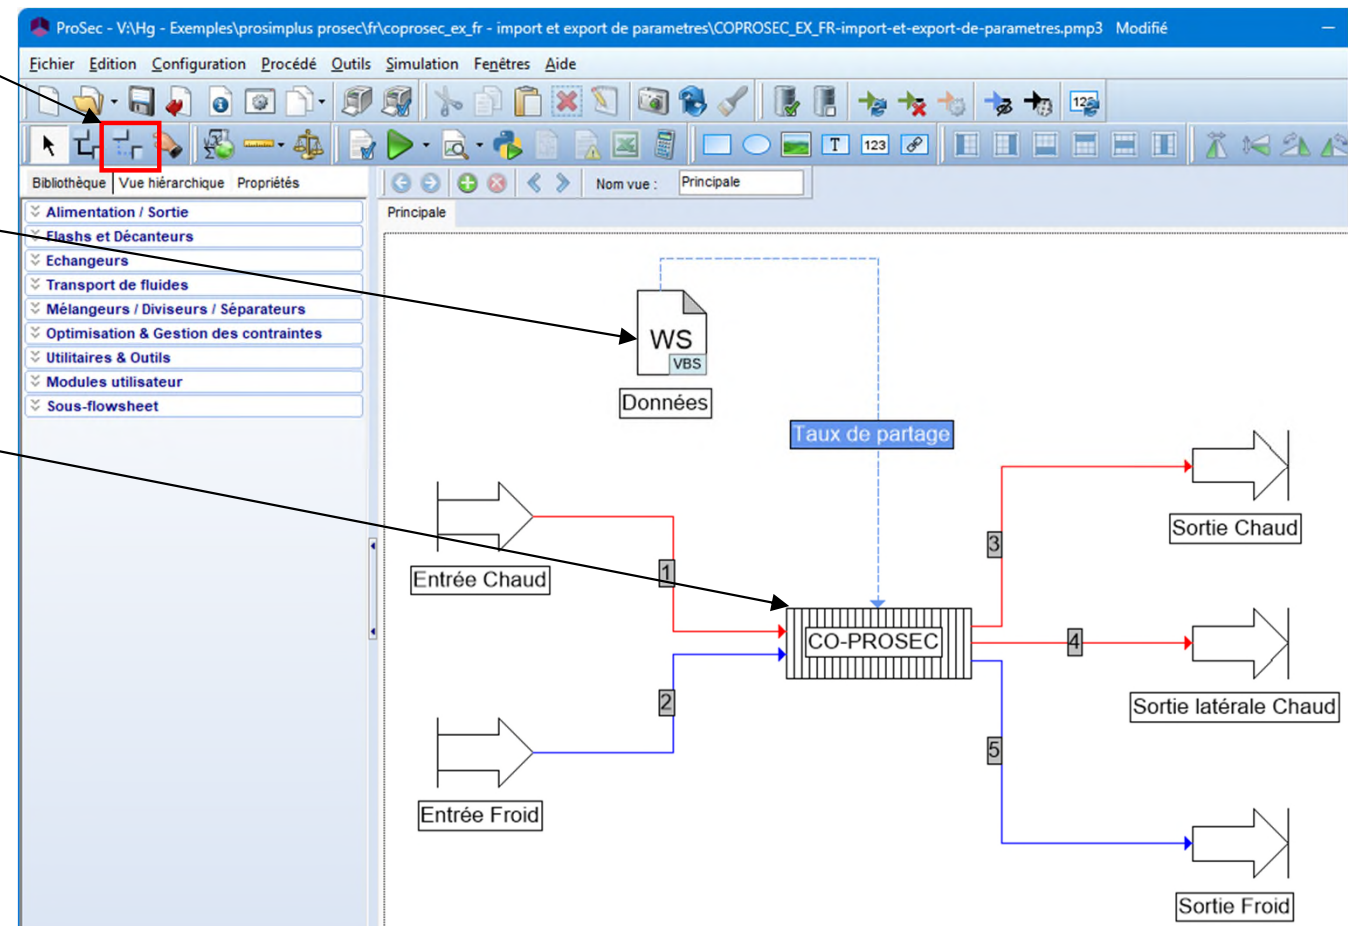 ProSec - V:\Hg - Exemples\prosimplus prosec\fr\coprosec_ex_fr - import et export de parametres\COPROSEC_EX_FR-import-et-export-de-parametres.pmp3 Modifié
Fichier Edition Configuration Procédé Outils Simulation Fenêtres Aide
123
T 123
Bibliothèque Vue hiérarchique Propriétés
Nom vue : Principale
Principale
Alimentation / Sortie
Flashs et Décanteurs
Echangeurs
Transport de fluides
Mélangeurs / Diviseurs / Séparateurs
Optimisation & Gestion des contraintes
Utilitaires & Outils
Modules utilisateur
Sous-flowsheet
WS
VBS
Données
Taux de partage
Entrée Chaud
1
2
Entrée Froid
CO-PROSEC
3
4
5
Sortie Chaud
Sortie latérale Chaud
Sortie Froid